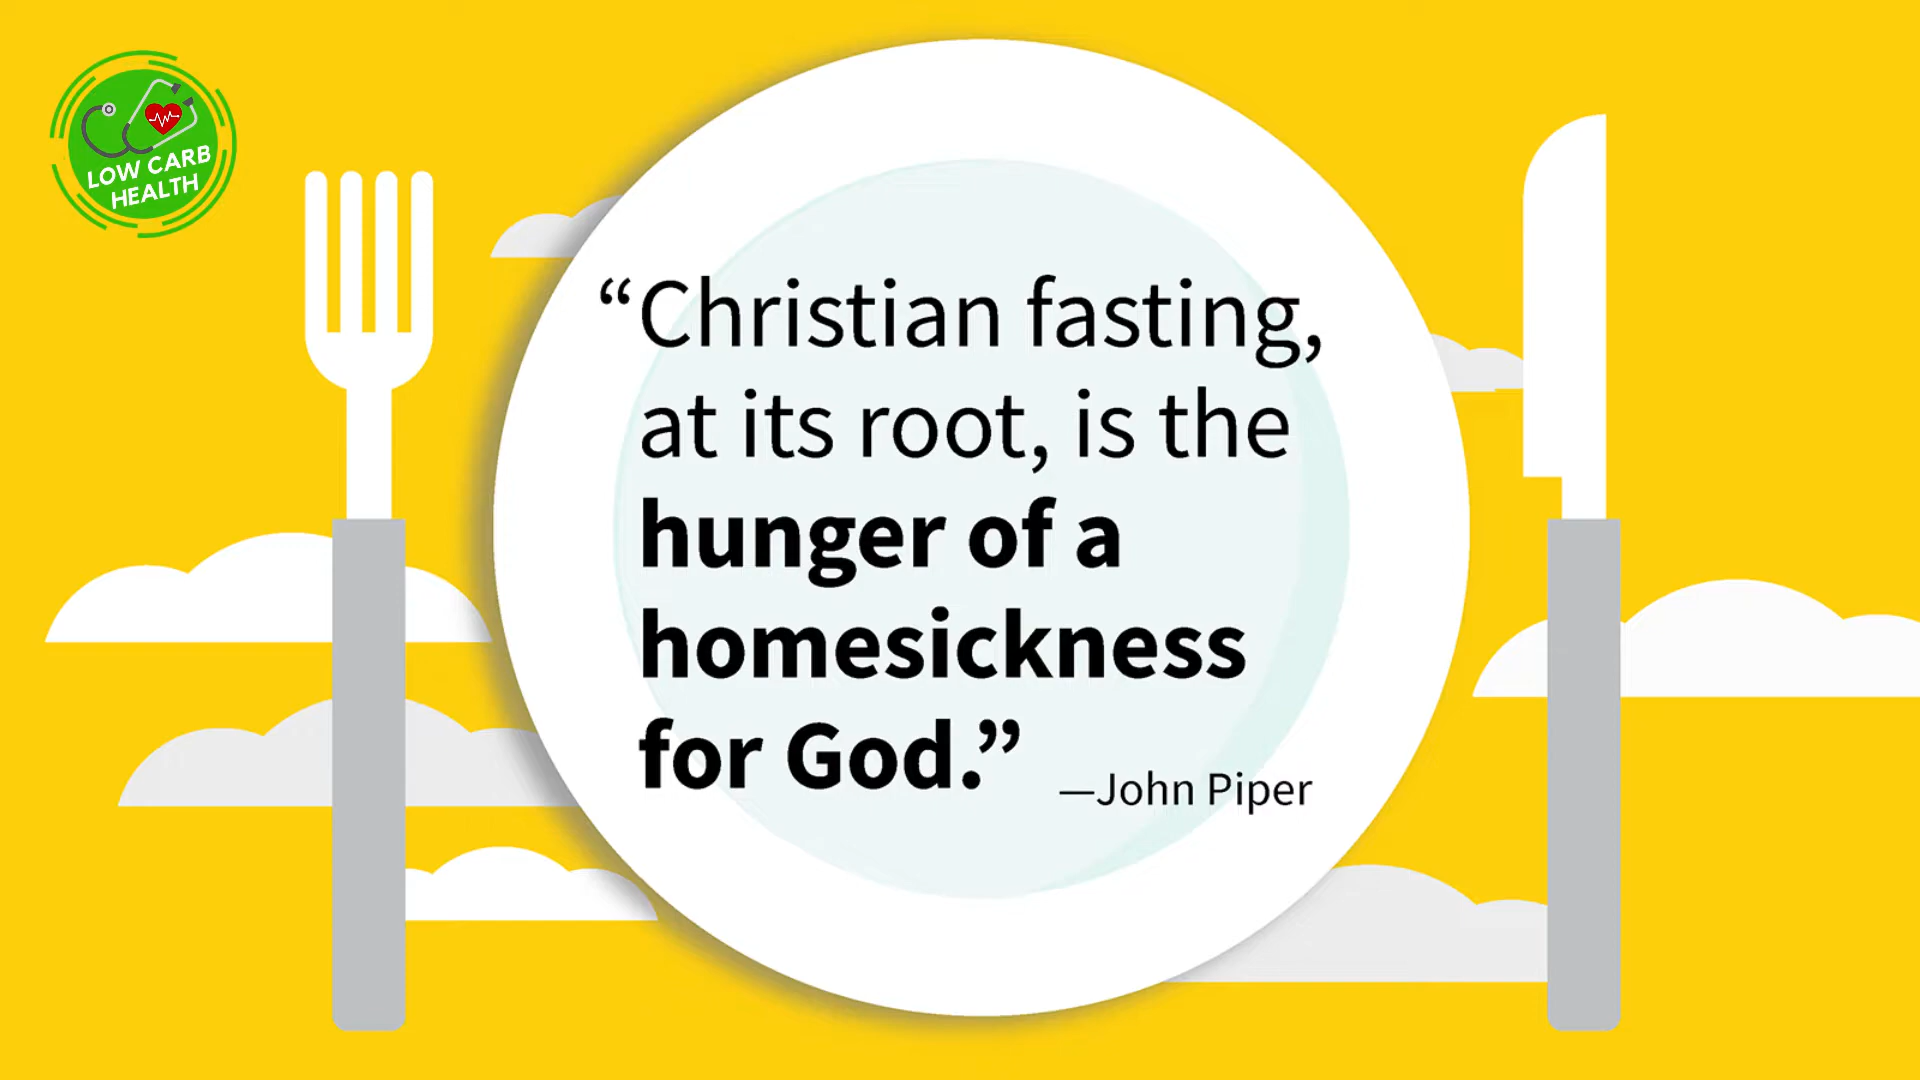 LOW CARB
HEALTH
“Christian fasting,
at its root, is the
hunger of a
homesickness
for God.”
—John Piper